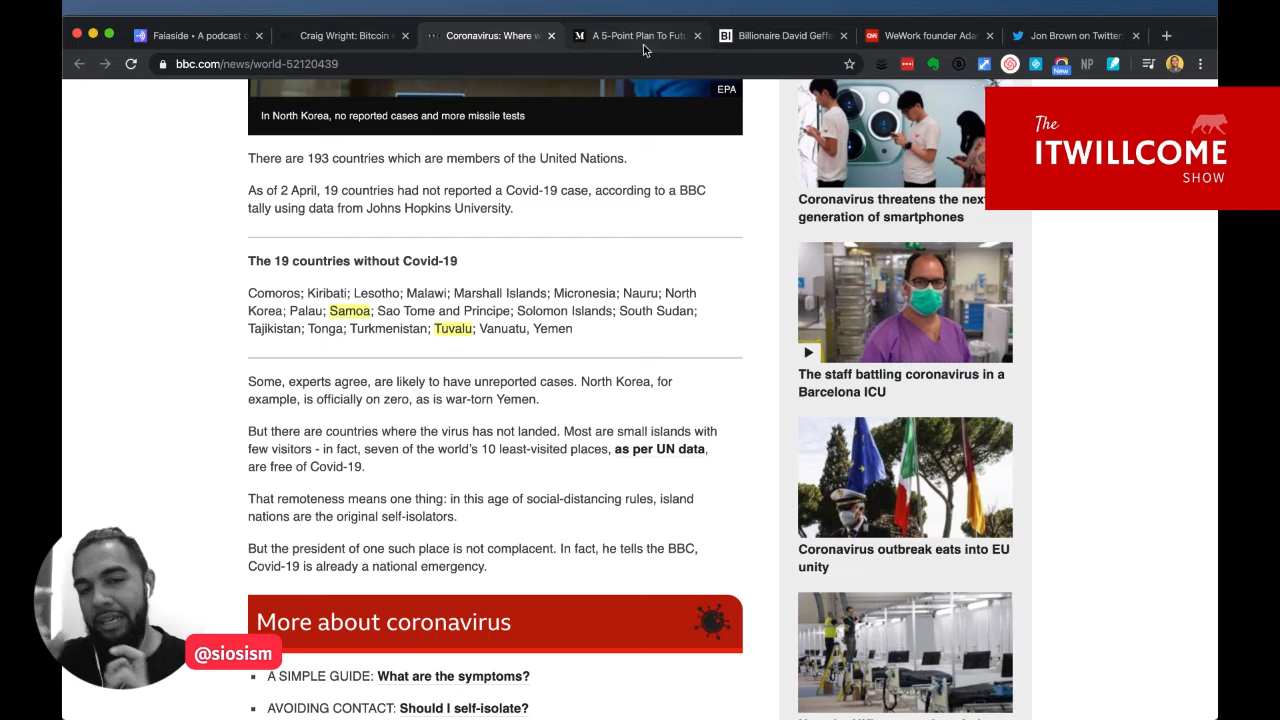 Faiaside • A podcast
Craig Wright: Bitcoin
Coronavirus: Where
A 5-Point Plan To Futu
BI
Billionaire David Geffe
CNN
WeWork founder Ada
Jon Brown on Twitter:
bbc.com/news/world-52120439
New
NP
EPA
In North Korea, no reported cases and more missile tests
There are 193 countries which are members of the United Nations.
As of 2 April, 19 countries had not reported a Covid-19 case, according to a BBC
tally using data from Johns Hopkins University.
The 19 countries without Covid-19
Comoros; Kiribati; Lesotho; Malawi; Marshall Islands; Micronesia; Nauru; North
Korea; Palau; Samoa; Sao Tome and Principe; Solomon Islands; South Sudan;
Tajikistan; Tonga; Turkmenistan; Tuvalu; Vanuatu, Yemen
Some, experts agree, are likely to have unreported cases. North Korea, for
example, is officially on zero, as is war-torn Yemen.
But there are countries where the virus has not landed. Most are small islands with
few visitors - in fact, seven of the world's 10 least-visited places, as per UN data,
are free of Covid-19.
That remoteness means one thing: in this age of social-distancing rules, island
nations are the original self-isolators.
But the president of one such place is not complacent. In fact, he tells the BBC,
Covid-19 is already a national emergency.
More about coronavirus
A SIMPLE GUIDE: What are the symptoms?
AVOIDING CONTACT: Should I self-isolate?
The
ITWILLCOME
SHOW
Coronavirus threatens the next
generation of smartphones
The staff battling coronavirus in a
Barcelona ICU
Coronavirus outbreak eats into EU
unity
@siosism